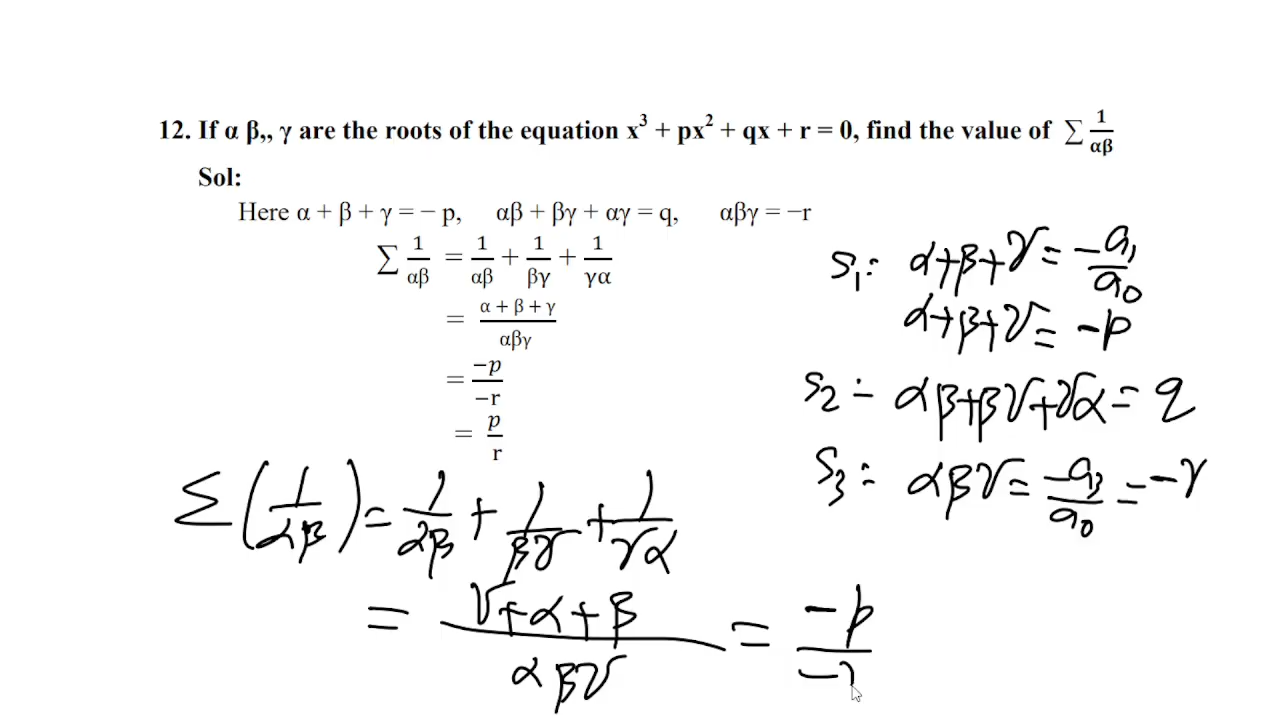 12. If α β,, γ are the roots of the equation x³ + px² + qx + r = 0, find the value of ∑ 1/αβ
Sol:
Here α + β + γ = − p, αβ + βγ + αγ = q, αβγ = −r
∑ 1/αβ = 1/αβ + 1/βγ + 1/γα
= α + β + γ / αβγ
= −p/−r
= p/r
S₁ = α+β+γ = -a₁/a₀
α+β+γ = -p
S₂ = αβ+βγ+γα = q
S₃ = αβγ = -a₃/a₀ = -r
∑(1/αβ) = 1/αβ + 1/βγ + 1/γα
= γ+α+β / αβγ = -p/-r